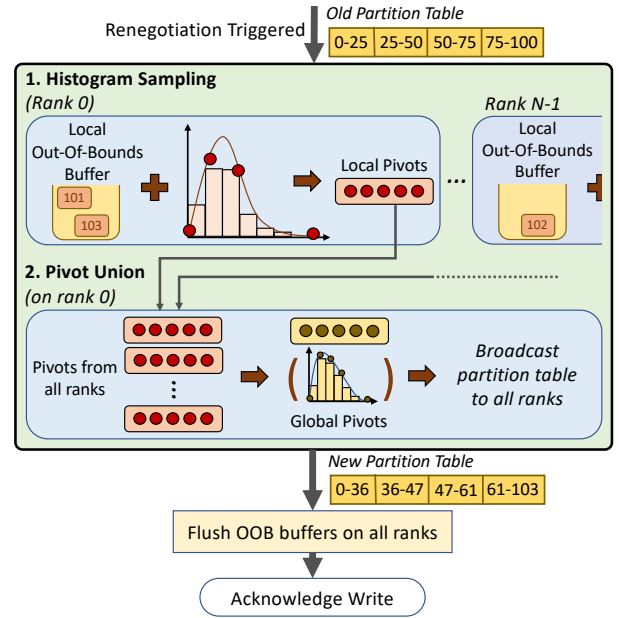 Renegotiation Triggered
Old Partition Table
0-25 25-50 50-75 75-100
1. Histogram Sampling
(Rank 0)
Rank N-1
Local
Out-Of-Bounds
Buffer
101
103
Local Pivots
...
Local
Out-Of-Bounds
Buffer
102
2. Pivot Union
(on rank 0)
Pivots from
all ranks
( )
Global Pivots
Broadcast
partition table
to all ranks
New Partition Table
0-36 36-47 47-61 61-103
Flush OOB buffers on all ranks
Acknowledge Write